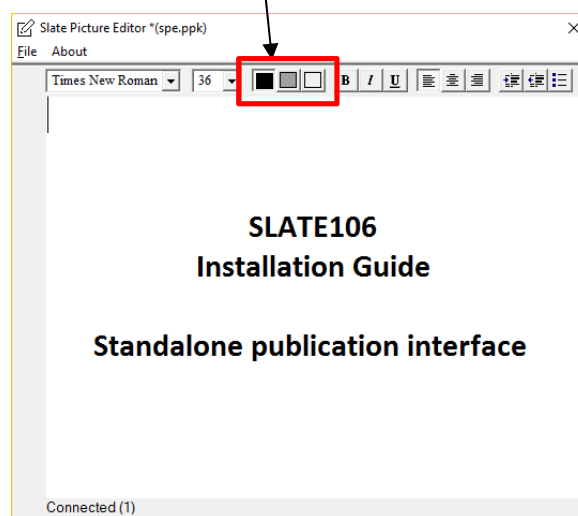 Slate Picture Editor *(spe.ppk)
File About
Times New Roman 36 B I U
SLATE106
Installation Guide
Standalone publication interface
Connected (1)